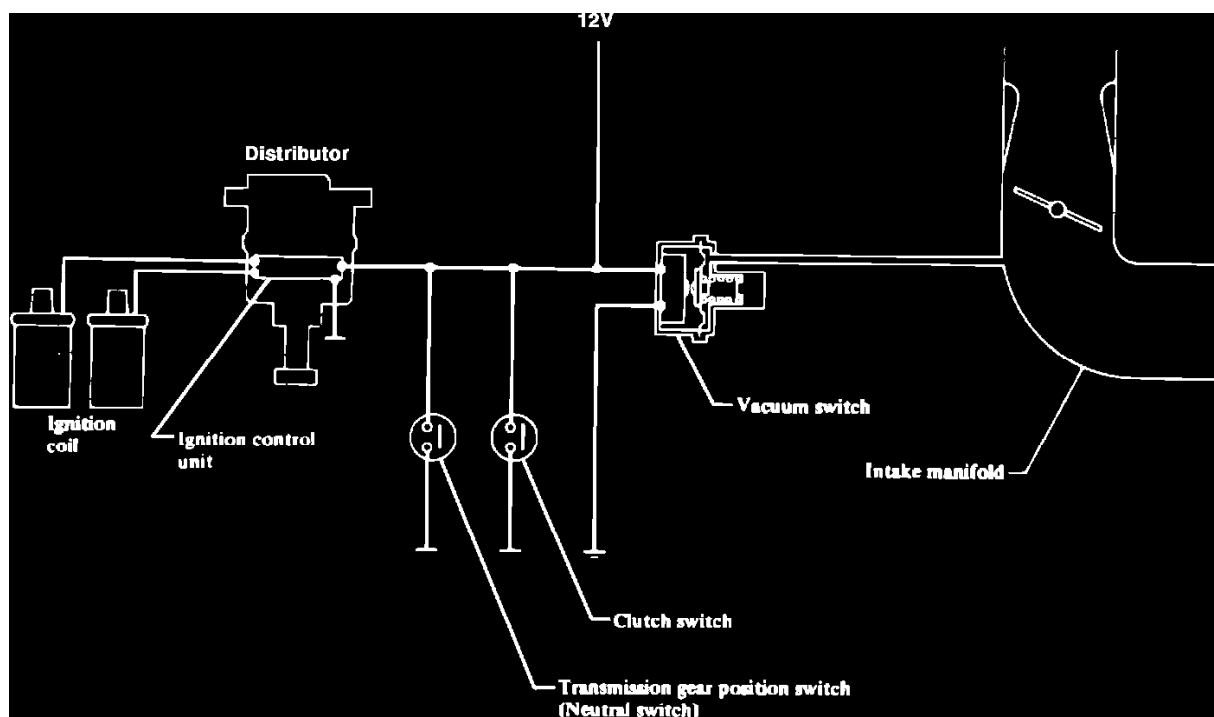 12V
Distributor
Ignition
coil
Ignition control
unit
Vacuum switch
Intake manifold
Clutch switch
Transmission gear position switch
(Neutral switch)